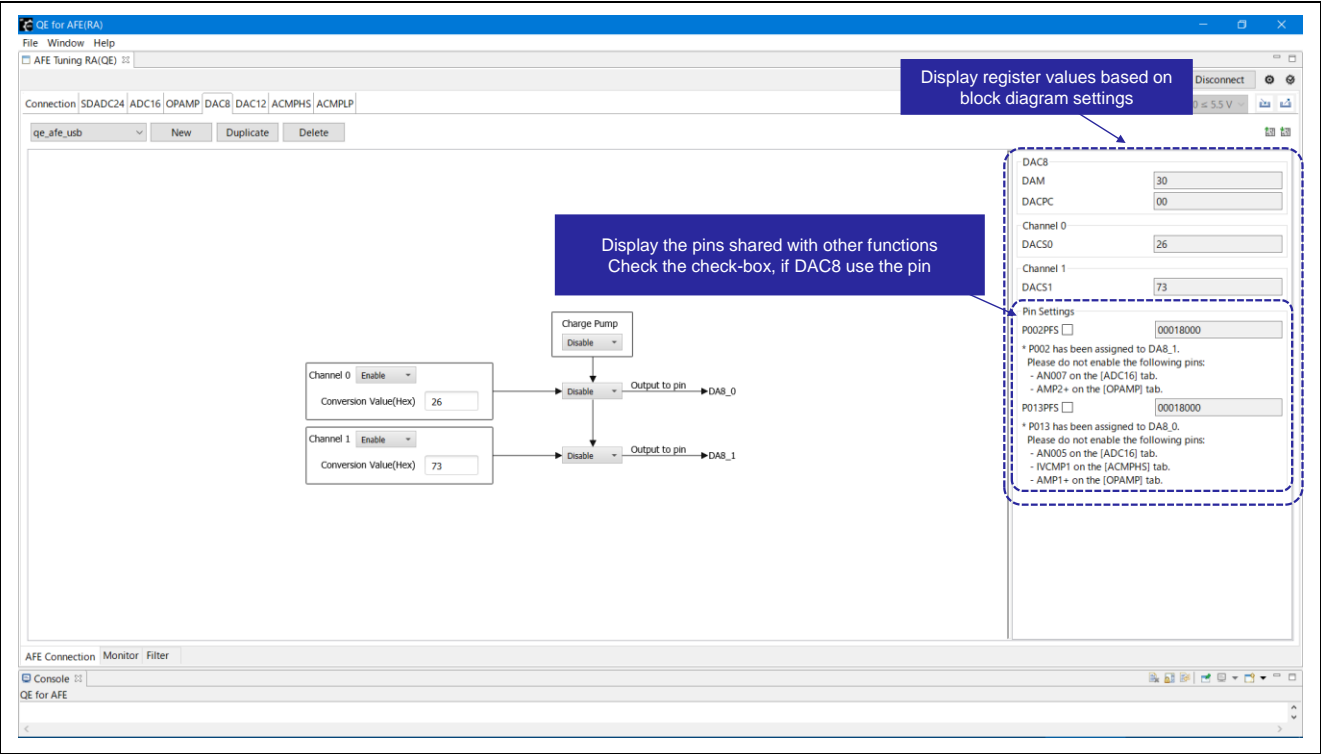 QE for AFE(RA)
File Window Help
AFE Tuning RA(QE)
Display register values based on
block diagram settings
Disconnect
Connection SDADC24 ADC16 OPAMP DAC8 DAC12 ACMPHS ACMPLP
0 ≤ 5.5 V
qe_afe_usb New Duplicate Delete
DAC8
DAM 30
DACPC 00
Channel 0
DACS0 26
Channel 1
DACS1 73
Display the pins shared with other functions
Check the check-box, if DAC8 use the pin
Pin Settings
P002PFS 00018000
* P002 has been assigned to DA8_1.
Please do not enable the following pins:
- AN007 on the [ADC16] tab.
- AMP2+ on the [OPAMP] tab.
P013PFS 00018000
* P013 has been assigned to DA8_0.
Please do not enable the following pins:
- AN005 on the [ADC16] tab.
- IVCMP1 on the [ACMPHS] tab.
- AMP1+ on the [OPAMP] tab.
Charge Pump
Disable
Channel 0 Enable
Conversion Value(Hex) 26
Disable Output to pin DA8_0
Channel 1 Enable
Conversion Value(Hex) 73
Disable Output to pin DA8_1
AFE Connection Monitor Filter
Console
QE for AFE